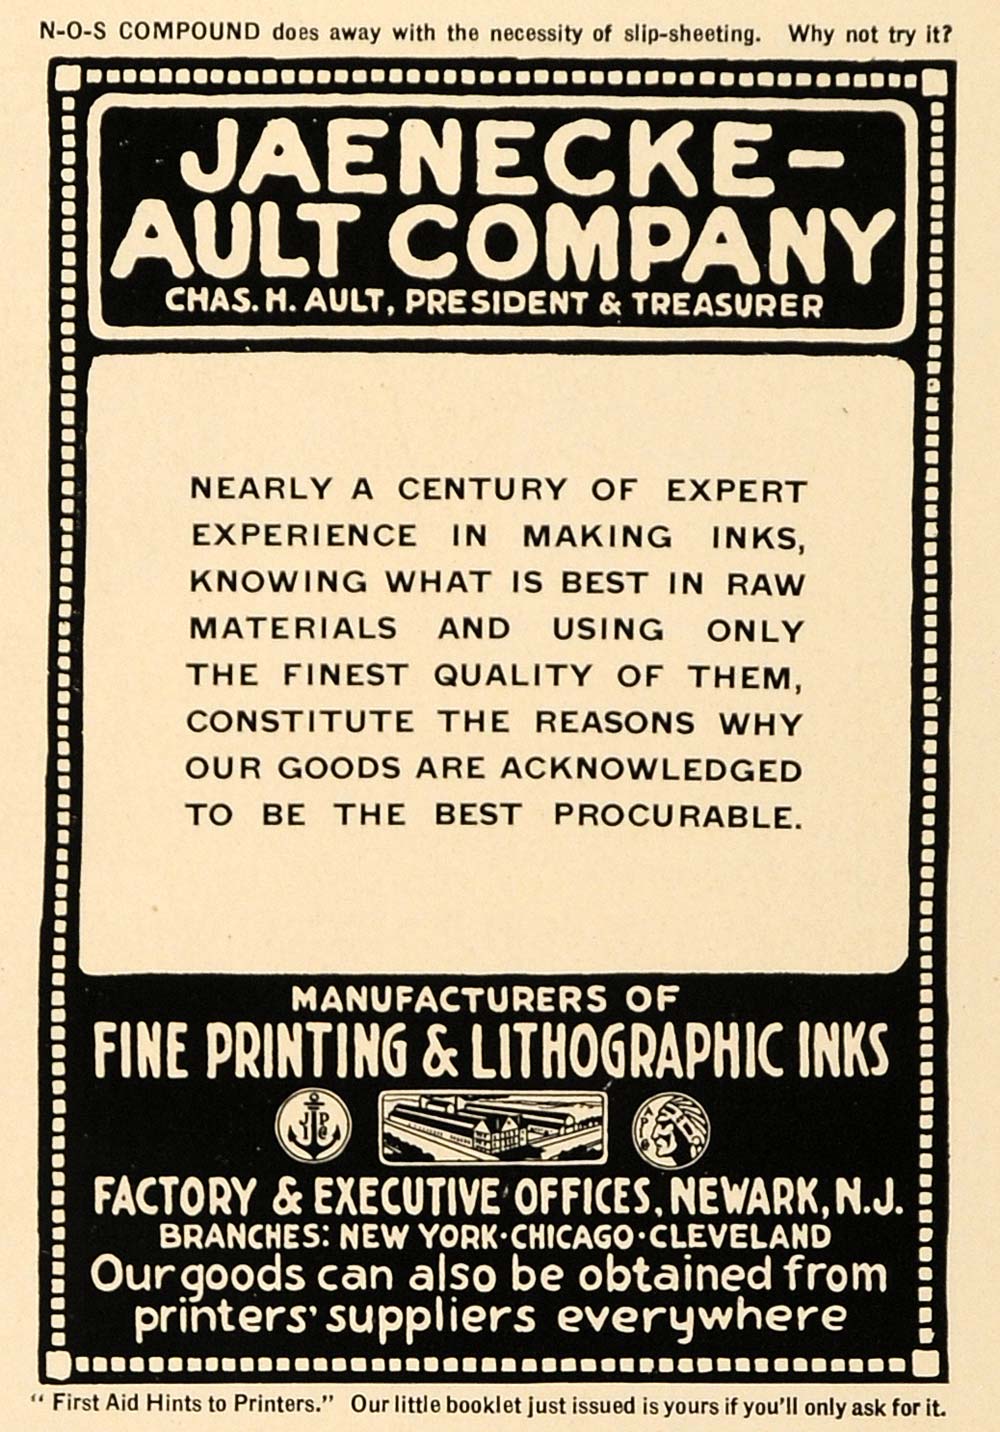 N-O-S COMPOUND does away with the necessity of slip-sheeting. Why not try it?
JAENECKE-
AULT COMPANY
CHAS. H. AULT, PRESIDENT & TREASURER
NEARLY A CENTURY OF EXPERT
EXPERIENCE IN MAKING INKS,
KNOWING WHAT IS BEST IN RAW
MATERIALS AND USING ONLY
THE FINEST QUALITY OF THEM,
CONSTITUTE THE REASONS WHY
OUR GOODS ARE ACKNOWLEDGED
TO BE THE BEST PROCURABLE.
MANUFACTURERS OF
FINE PRINTING & LITHOGRAPHIC INKS
FACTORY & EXECUTIVE OFFICES, NEWARK, N.J.
BRANCHES: NEW YORK·CHICAGO·CLEVELAND
Our goods can also be obtained from
printers' suppliers everywhere
“ First Aid Hints to Printers.” Our little booklet just issued is yours if you'll only ask for it.